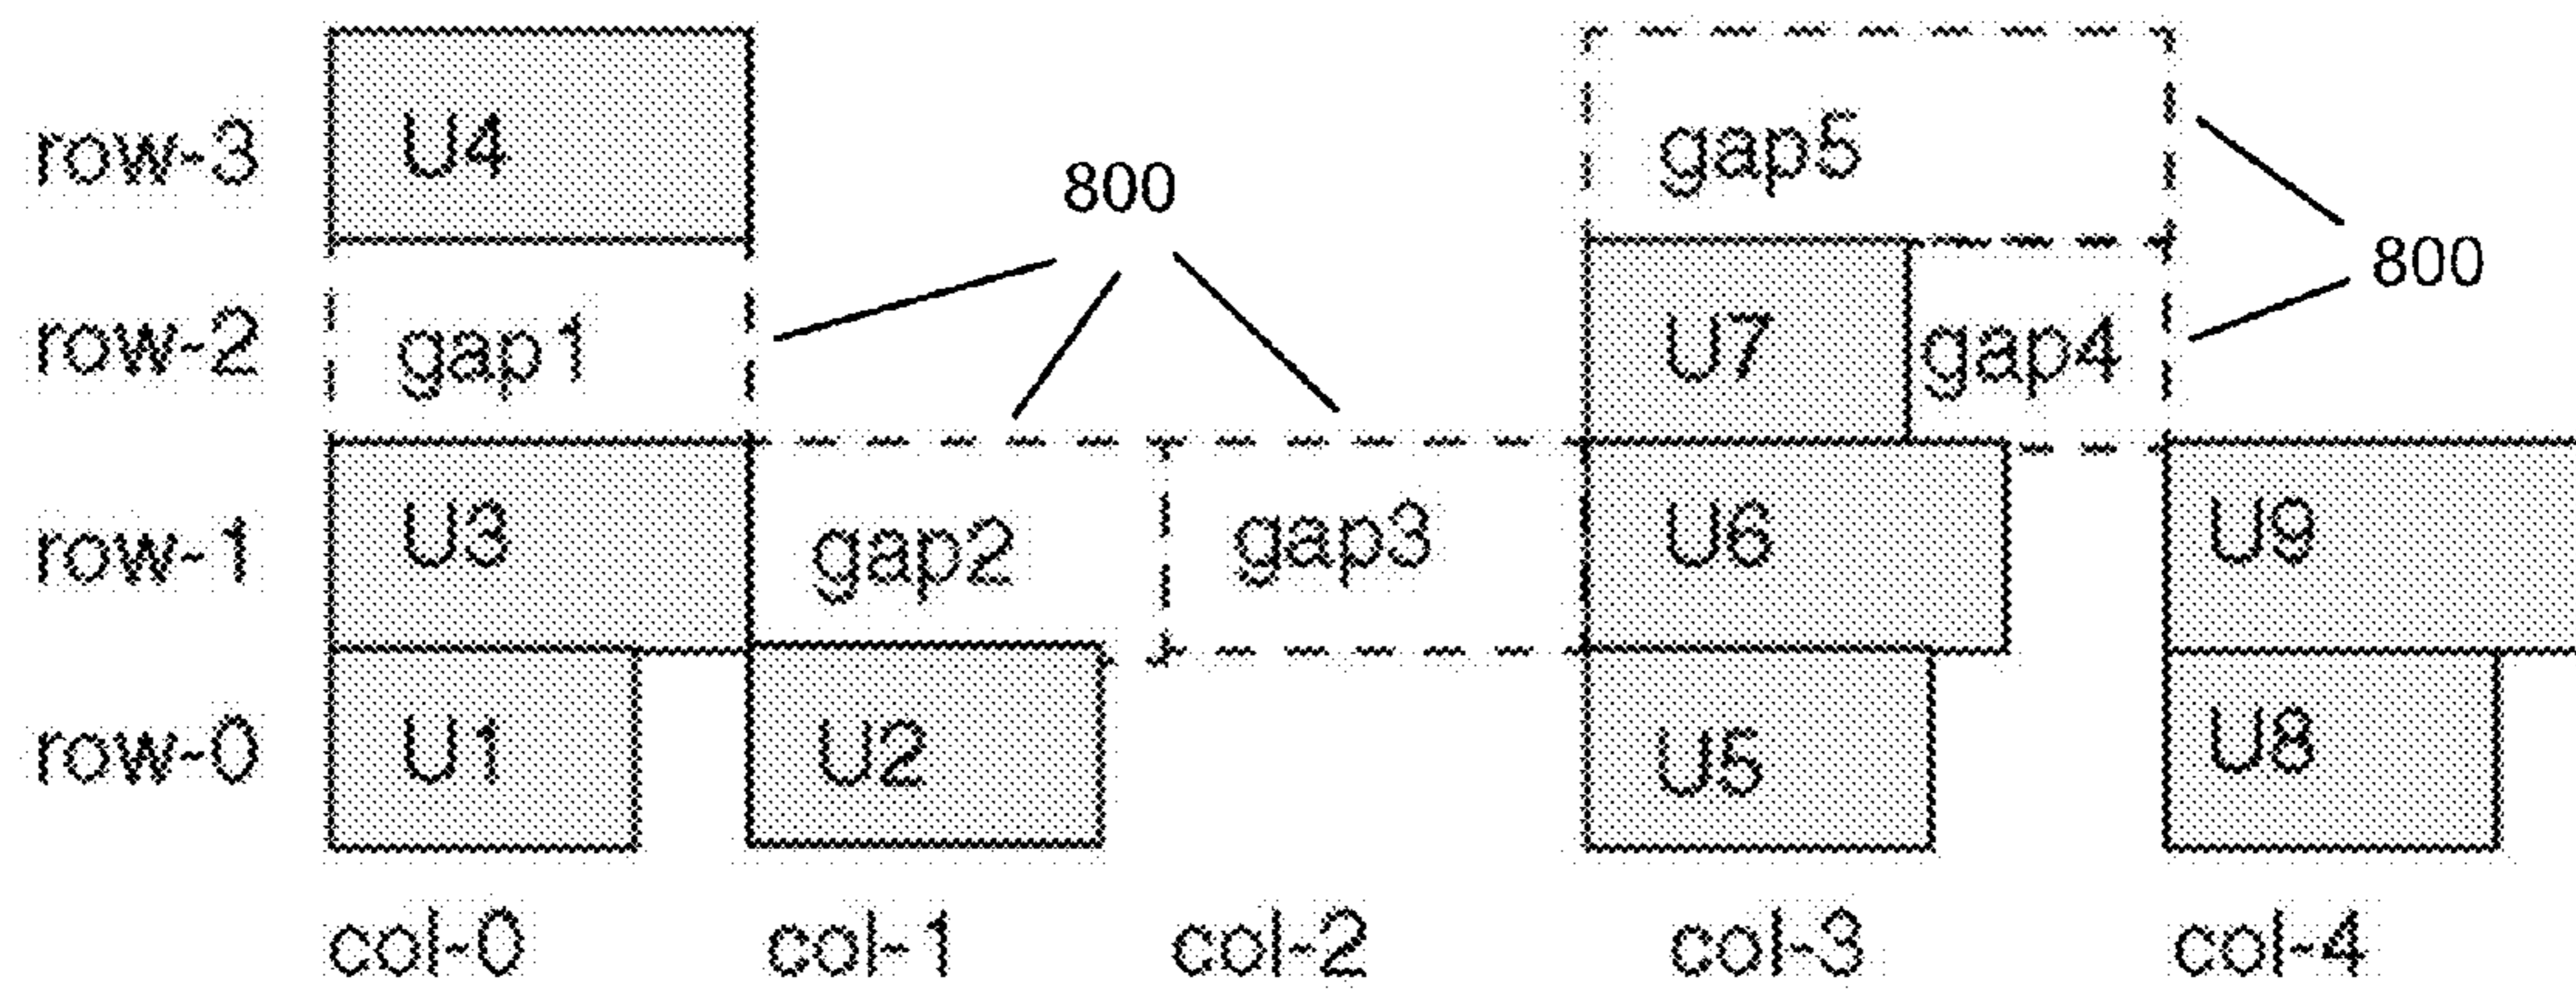 row-3 U4 800 gap5 800
row-2 gap1 U7 gap4
row-1 U3 gap2 gap3 U6 U9
row-0 U1 U2 U5 U8
col-0 col-1 col-2 col-3 col-4